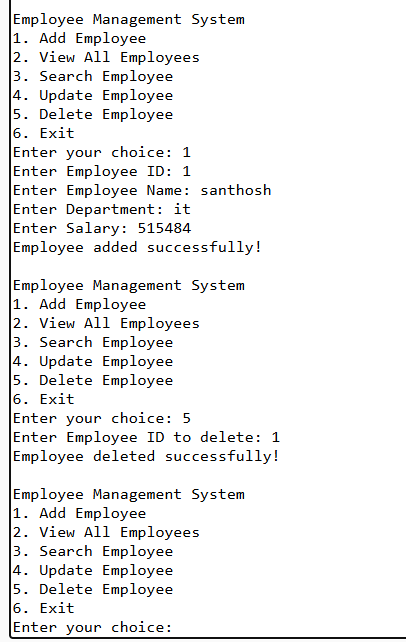 Employee Management System
1. Add Employee
2. View All Employees
3. Search Employee
4. Update Employee
5. Delete Employee
6. Exit
Enter your choice: 1
Enter Employee ID: 1
Enter Employee Name: santhosh
Enter Department: it
Enter Salary: 515484
Employee added successfully!

Employee Management System
1. Add Employee
2. View All Employees
3. Search Employee
4. Update Employee
5. Delete Employee
6. Exit
Enter your choice: 5
Enter Employee ID to delete: 1
Employee deleted successfully!

Employee Management System
1. Add Employee
2. View All Employees
3. Search Employee
4. Update Employee
5. Delete Employee
6. Exit
Enter your choice: